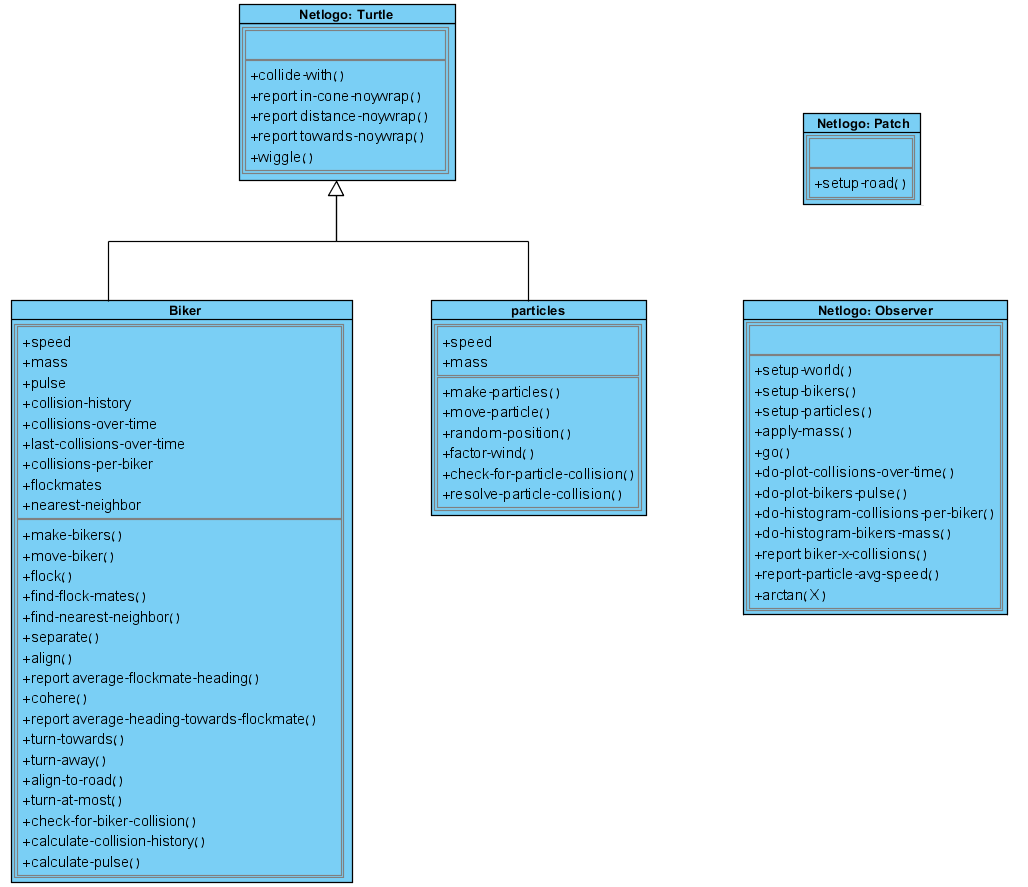 Netlogo: Turtle
+collide-with()
+report in-cone-noywrap()
+report distance-noywrap()
+report towards-noywrap()
+wiggle()
Netlogo: Patch
+setup-road()
Biker
+speed
+mass
+pulse
+collision-history
+collisions-over-time
+last-collisions-over-time
+collisions-per-biker
+flockmates
+nearest-neighbor
+make-bikers()
+move-biker()
+flock()
+find-flock-mates()
+find-nearest-neighbor()
+separate()
+align()
+report average-flockmate-heading()
+cohere()
+report average-heading-towards-flockmate()
+turn-towards()
+turn-away()
+align-to-road()
+turn-at-most()
+check-for-biker-collision()
+calculate-collision-history()
+calculate-pulse()
particles
+speed
+mass
+make-particles()
+move-particle()
+random-position()
+factor-wind()
+check-for-particle-collision()
+resolve-particle-collision()
Netlogo: Observer
+setup-world()
+setup-bikers()
+setup-particles()
+apply-mass()
+go()
+do-plot-collisions-over-time()
+do-plot-bikers-pulse()
+do-histogram-collisions-per-biker()
+do-histogram-bikers-mass()
+report biker-x-collisions()
+report-particle-avg-speed()
+arctan(X)